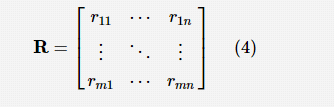 R = [ r₁₁ ⋯ r₁ₙ
⋮ ⋱ ⋮
rₘ₁ ⋯ rₘₙ ] (4)